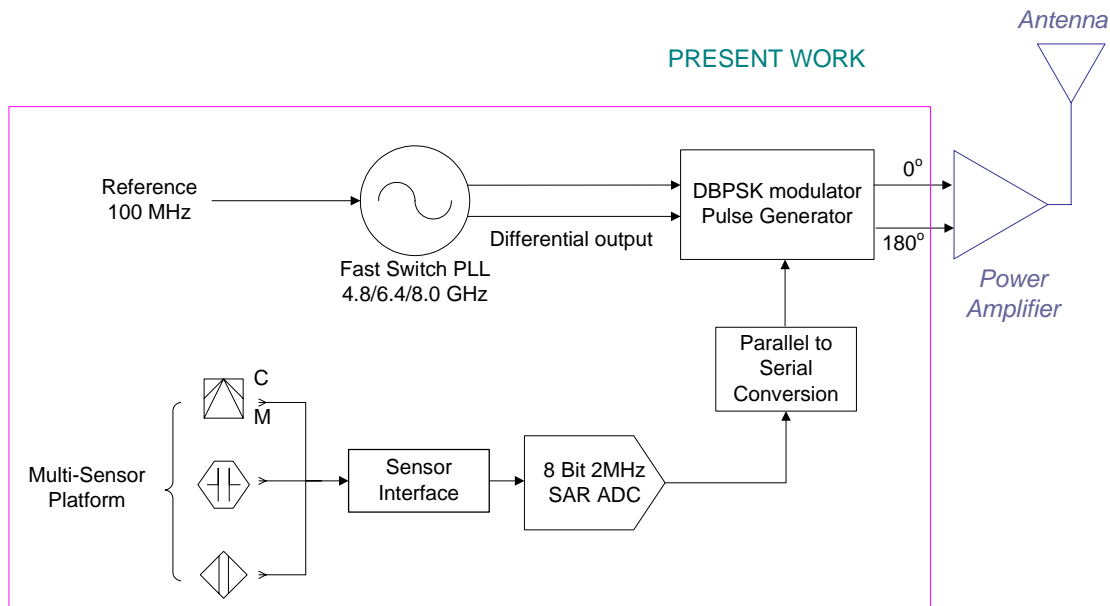 Antenna
PRESENT WORK
Reference
100 MHz
Differential output
Fast Switch PLL
4.8/6.4/8.0 GHz
DBPSK modulator
Pulse Generator
0°
180°
Power
Amplifier
Parallel to
Serial
Conversion
C
M
Multi-Sensor
Platform
Sensor
Interface
8 Bit 2MHz
SAR ADC